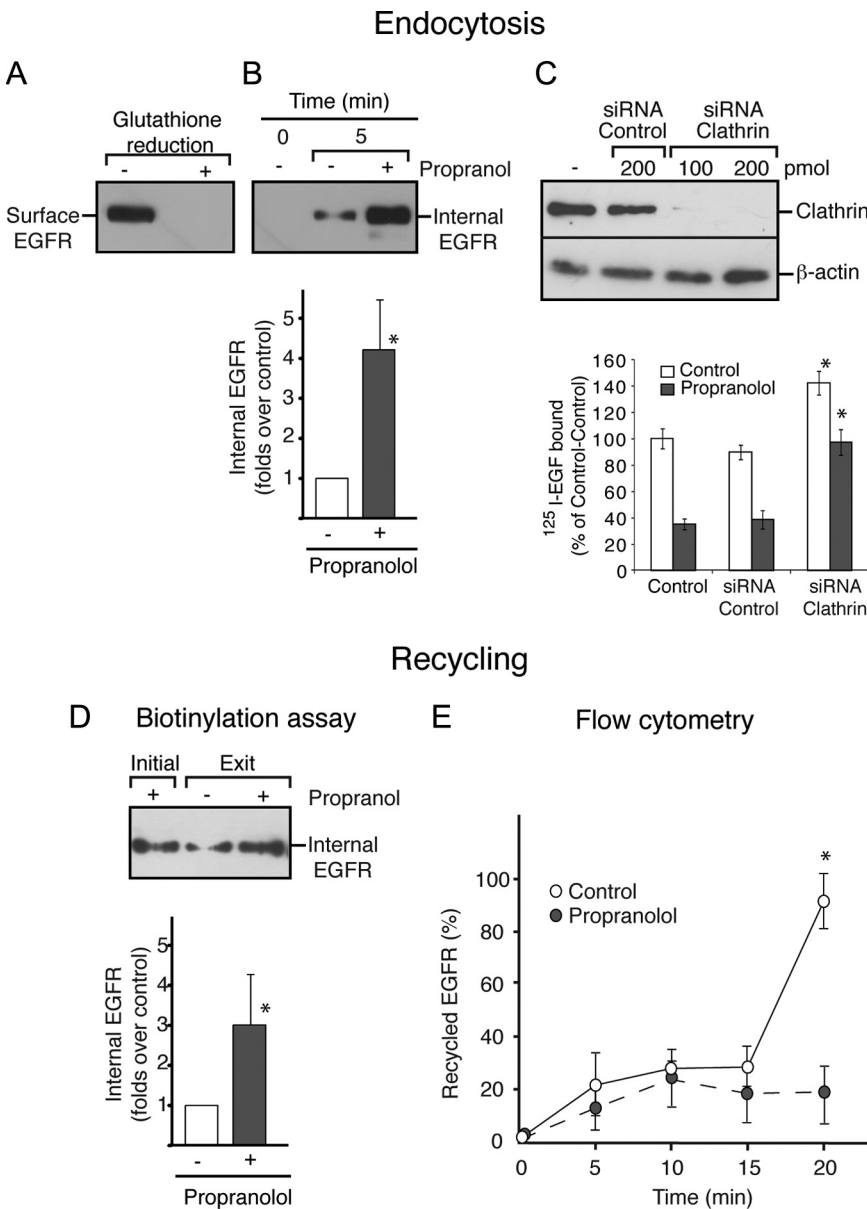 Endocytosis
A
Glutathione
reduction
- +
Surface
EGFR
B
Time (min)
0 5
- - + Propranol
Internal
EGFR
5
4
3
2
1
Internal EGFR
(folds over control)
*
- +
Propranolol
C
siRNA siRNA
Control Clathrin
- 200 100 200 pmol
Clathrin
β-actin
160
140
120
100
80
60
40
20
0
125 I-EGF bound
(% of Control-Control)
Control
Propranolol
*
*
Control siRNA siRNA
Control Clathrin
Recycling
D Biotinylation assay
Initial Exit
+ - + Propranol
Internal
EGFR
5
4
3
2
1
Internal EGFR
(folds over control)
*
- +
Propranolol
E Flow cytometry
100
80
60
40
20
0
Recycled EGFR (%)
Control
Propranolol
*
0 5 10 15 20
Time (min)